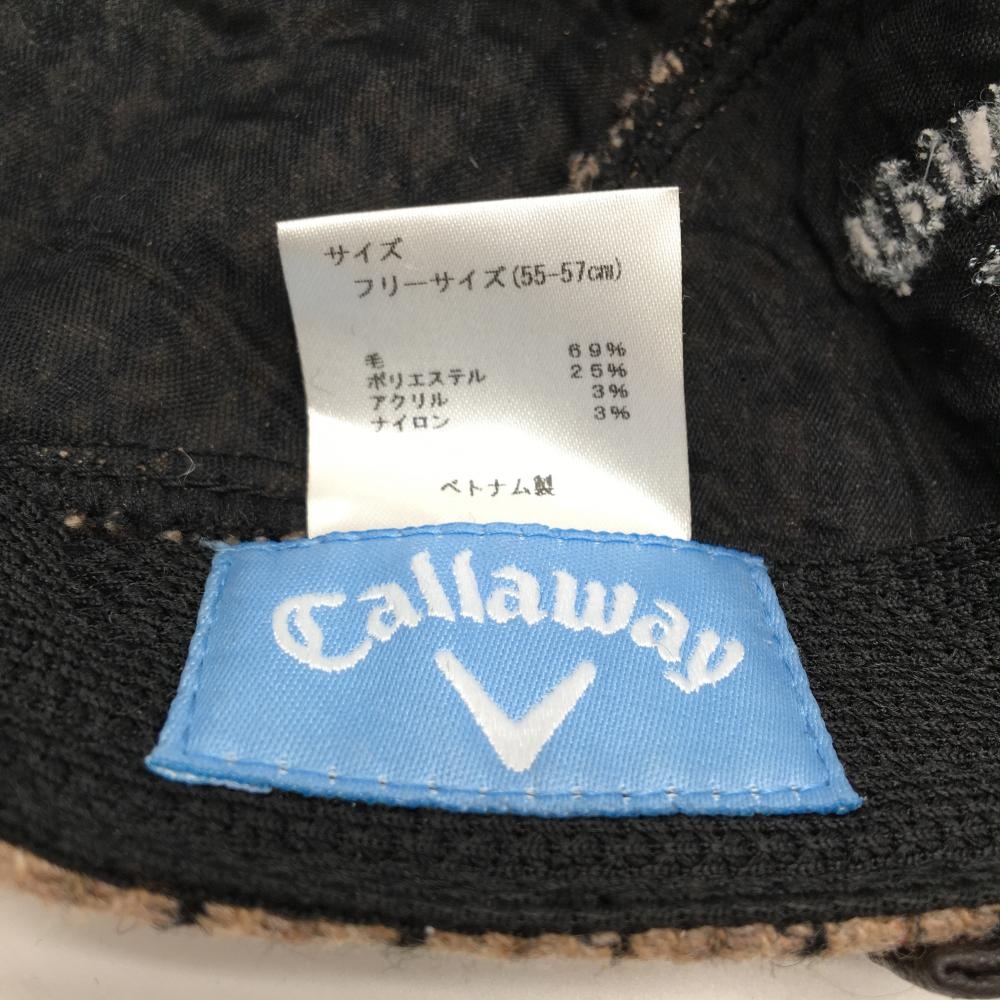 サイズ
フリーサイズ(55-57cm)
毛 69%
ポリエステル 25%
アクリル 3%
ナイロン 3%
ベトナム製
Callaway